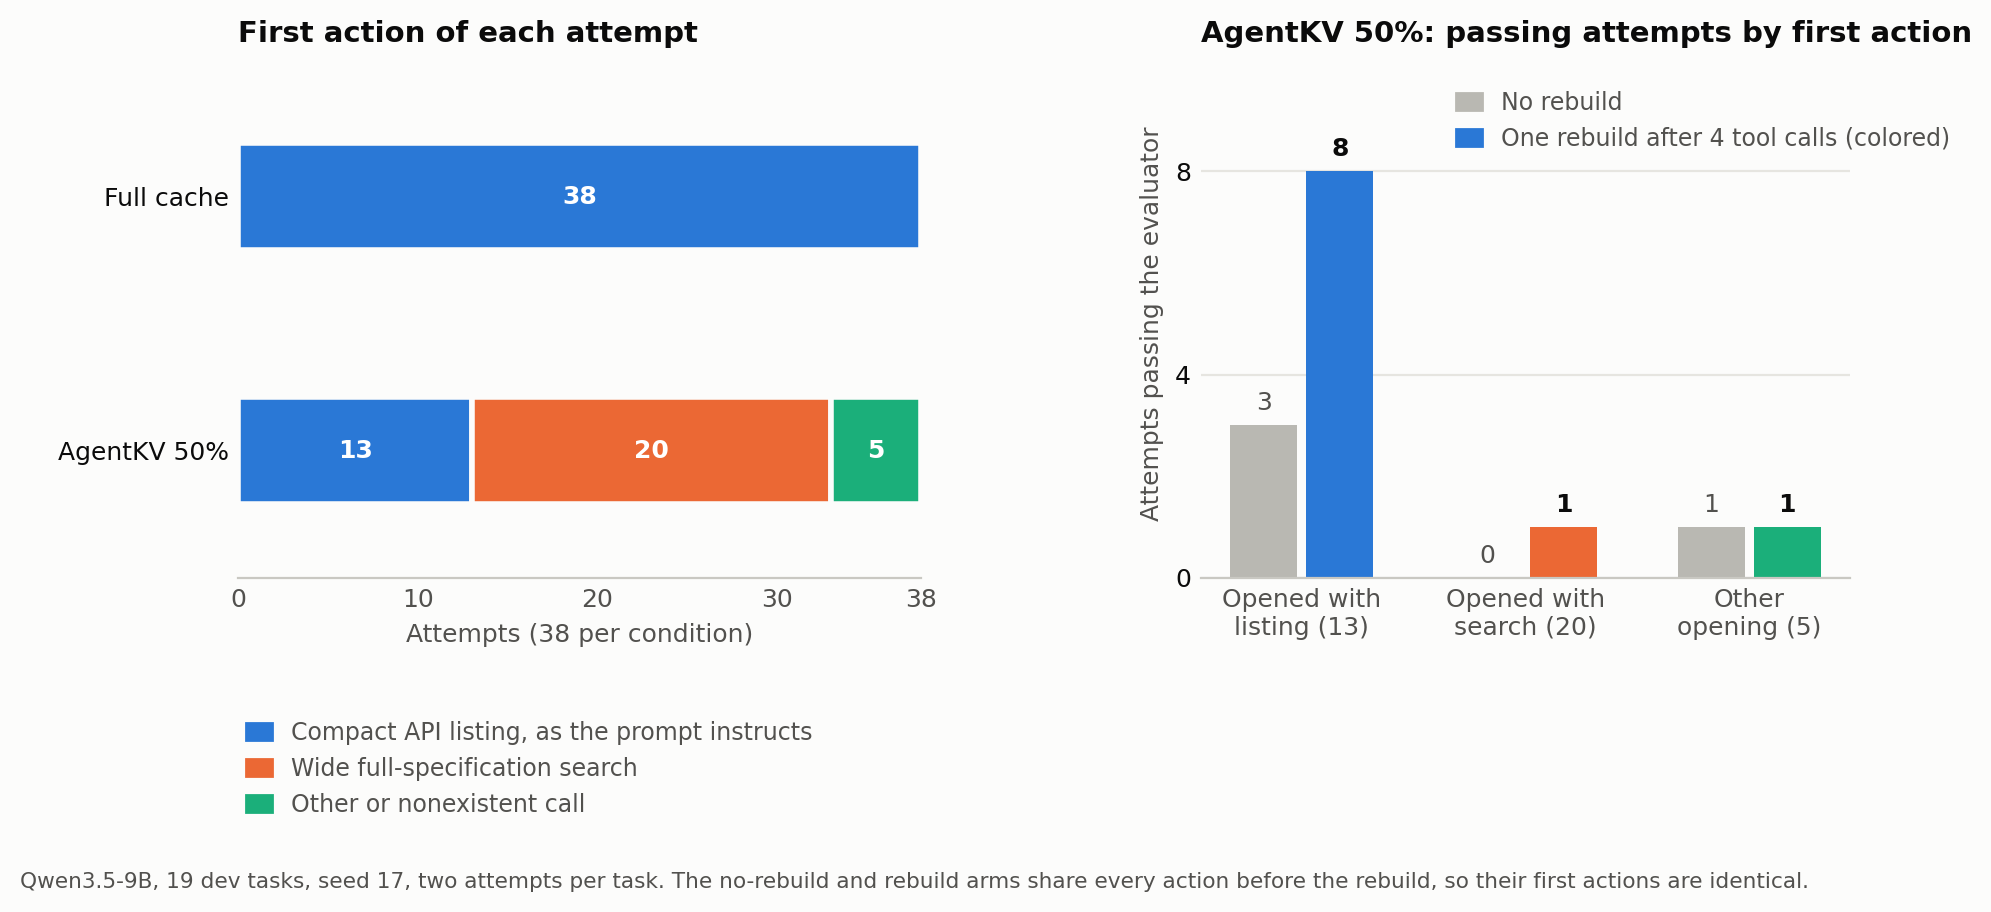 First action of each attempt
Full cache
38
AgentKV 50%
13
20
5
0
10
20
30
38
Attempts (38 per condition)
Compact API listing, as the prompt instructs
Wide full-specification search
Other or nonexistent call
AgentKV 50%: passing attempts by first action
No rebuild
One rebuild after 4 tool calls (colored)
Attempts passing the evaluator
8
4
0
3
8
0
1
1
1
Opened with
listing (13)
Opened with
search (20)
Other
opening (5)
Qwen3.5-9B, 19 dev tasks, seed 17, two attempts per task. The no-rebuild and rebuild arms share every action before the rebuild, so their first actions are identical.